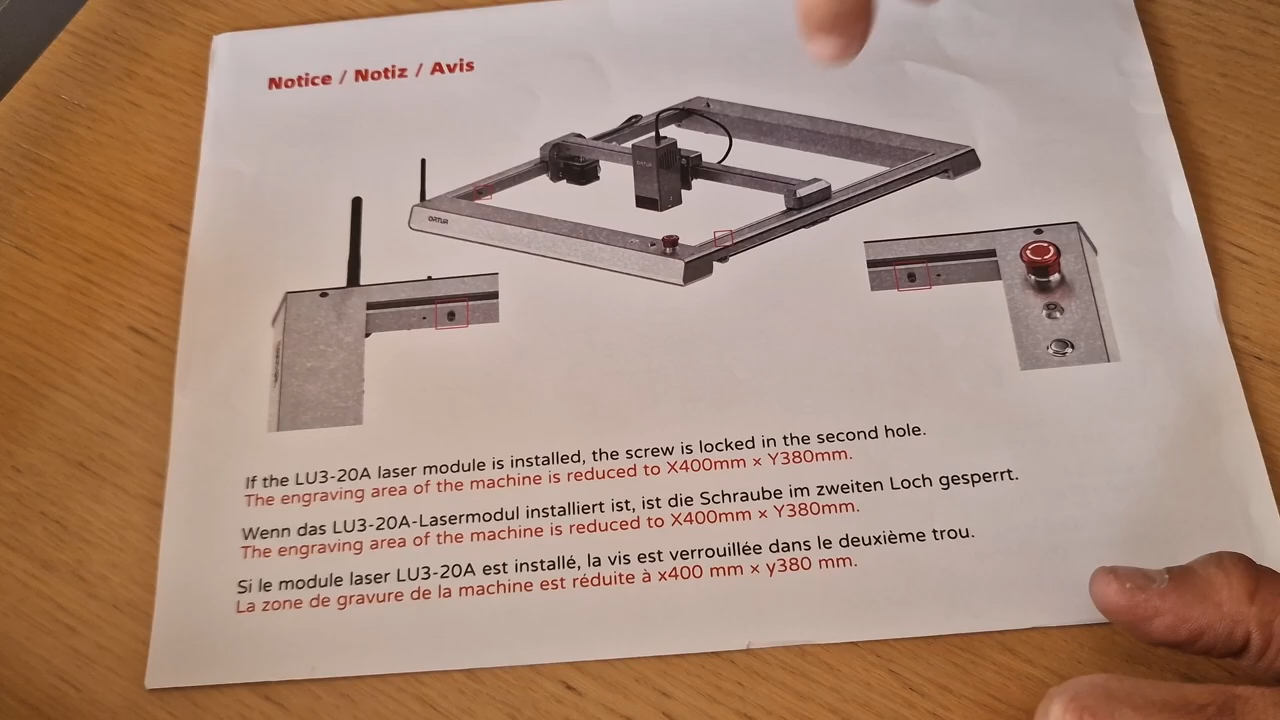 Notice / Notiz / Avis
ORTUR
ORTUR
If the LU3-20A laser module is installed, the screw is locked in the second hole.
The engraving area of the machine is reduced to X400mm × Y380mm.
Wenn das LU3-20A-Lasermodul installiert ist, ist die Schraube im zweiten Loch gesperrt.
The engraving area of the machine is reduced to X400mm × Y380mm.
Si le module laser LU3-20A est installé, la vis est verrouillée dans le deuxième trou.
La zone de gravure de la machine est réduite à x400 mm × y380 mm.